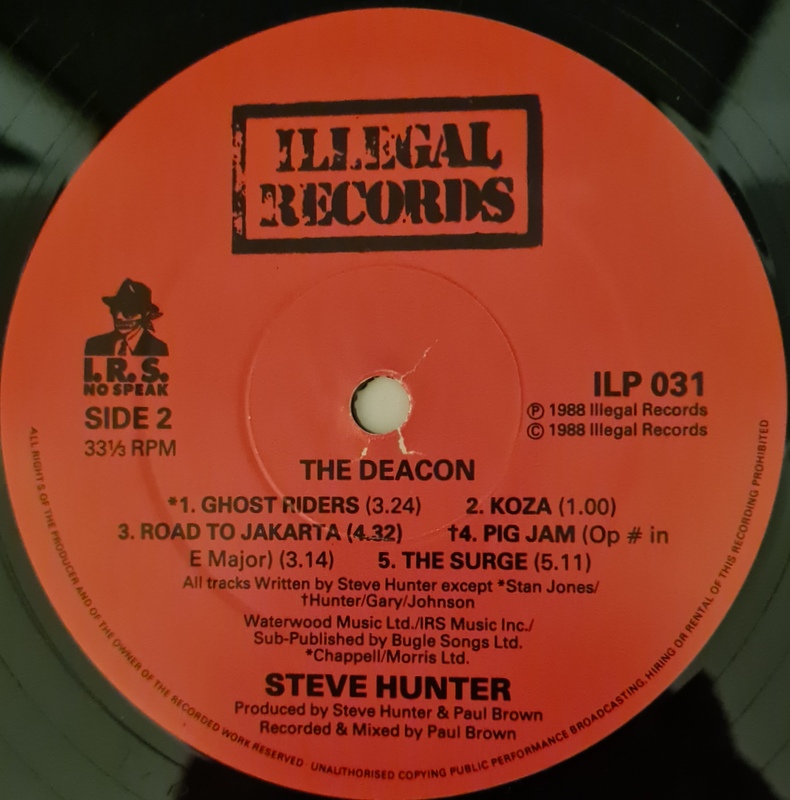 ILLEGAL
RECORDS
I.R.S.
NO SPEAK
SIDE 2
33⅓ RPM
ILP 031
Ⓟ 1988 Illegal Records
© 1988 Illegal Records
THE DEACON
*1. GHOST RIDERS (3.24) 2. KOZA (1.00)
3. ROAD TO JAKARTA (4.32) †4. PIG JAM (Op # in
E Major) (3.14) 5. THE SURGE (5.11)
All tracks Written by Steve Hunter except *Stan Jones/
†Hunter/Gary/Johnson
Waterwood Music Ltd./IRS Music Inc./
Sub-Published by Bugle Songs Ltd.
*Chappell/Morris Ltd.
STEVE HUNTER
Produced by Steve Hunter & Paul Brown
Recorded & Mixed by Paul Brown
ALL RIGHTS OF THE PRODUCER AND OF THE OWNER OF THE RECORDED WORK RESERVED · UNAUTHORISED COPYING PUBLIC PERFORMANCE BROADCASTING, HIRING OR RENTAL OF THIS RECORDING PROHIBITED